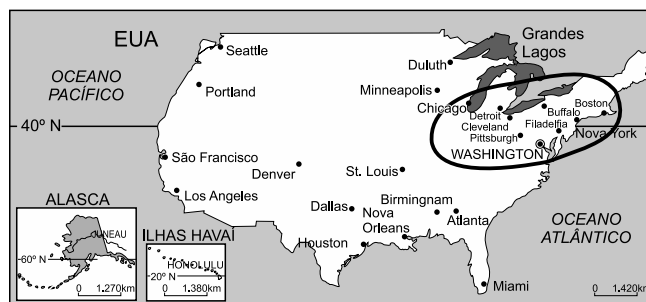 EUA
Grandes
Lagos
Seattle
OCEANO
PACÍFICO
Duluth
Portland
Minneapolis
Chicago
Boston
Detroit
Buffalo
Cleveland
Filadelfia
40º N
Pittsburgh
Nova York
WASHINGTON
São Francisco
Denver
St. Louis
Los Angeles
ALASCA
Dallas
Birmingnam
Nova
Orleans
Atlanta
OCEANO
ATLÂNTICO
JUNEAU
ILHAS HAVAÍ
HONOLULU
Houston
60º N
20º N
Miami
0 1.270km
0 1.380km
0 1.420km